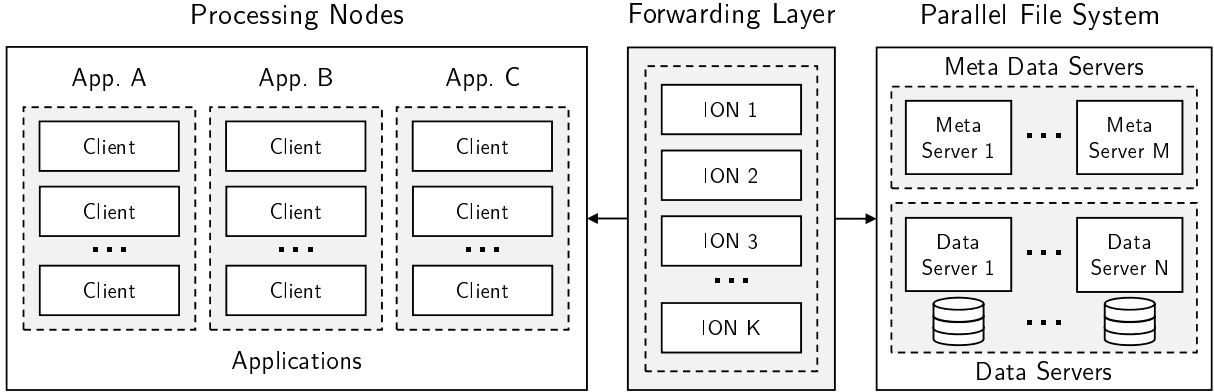 Processing Nodes
App. A
Client
Client
...
Client
App. B
Client
Client
...
Client
App. C
Client
Client
...
Client
Applications
Forwarding Layer
ION 1
ION 2
ION 3
...
ION K
Parallel File System
Meta Data Servers
Meta
Server 1
...
Meta
Server M
Data
Server 1
...
Data
Server N
...
Data Servers